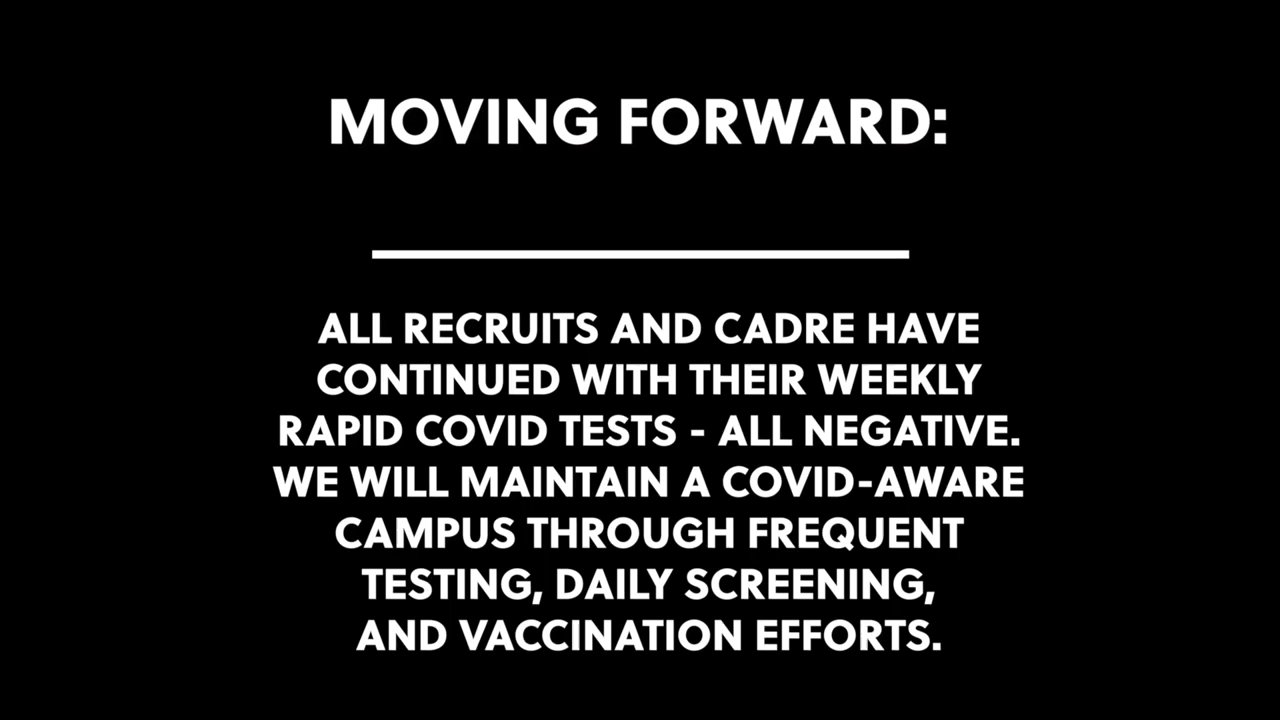 MOVING FORWARD:
ALL RECRUITS AND CADRE HAVE
CONTINUED WITH THEIR WEEKLY
RAPID COVID TESTS - ALL NEGATIVE.
WE WILL MAINTAIN A COVID-AWARE
CAMPUS THROUGH FREQUENT
TESTING, DAILY SCREENING,
AND VACCINATION EFFORTS.